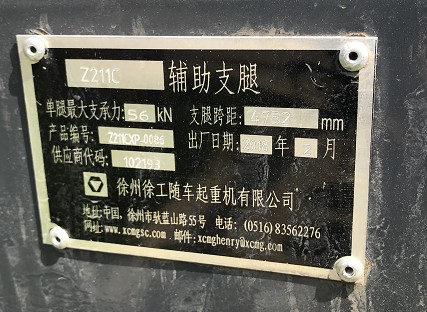 Z211C 辅助支腿
单腿最大支承力: 56 kN 支腿跨距: 4752 mm
产品编号: Z211CXP-0086 出厂日期: 2018 年 月
供应商代码: 102193
徐州徐工随车起重机有限公司
地址:中国, 徐州市驮蓝山路55号 电话: (0516)83562276
网址:www.xcmgsc.com 邮件:xcmghenry@xcmg.com